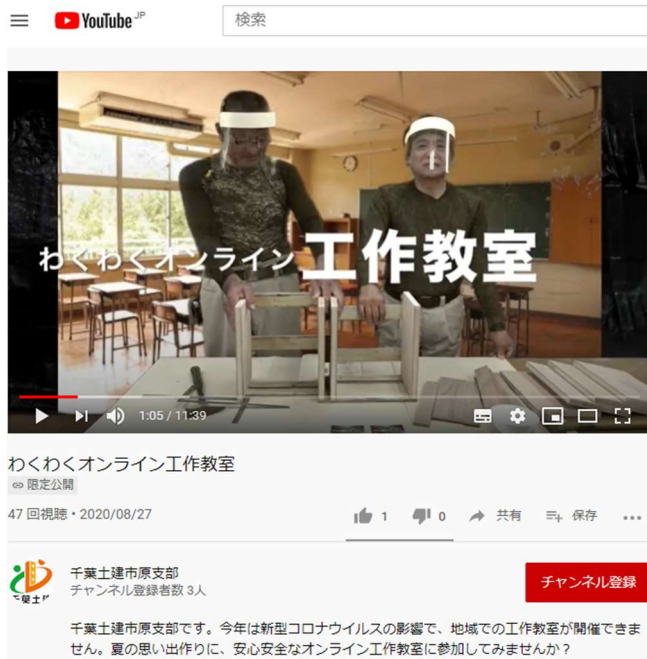 YouTube JP
検索
わくわくオンライン 工作教室
1:05 / 11:39
わくわくオンライン工作教室
限定公開
47 回視聴・2020/08/27
1 0 共有 保存
千葉土建市原支部
チャンネル登録者数 3人
チャンネル登録
千葉土建市原支部です。今年は新型コロナウイルスの影響で、地域での工作教室が開催できま
せん。夏の思い出作りに、安心安全なオンライン工作教室に参加してみませんか？